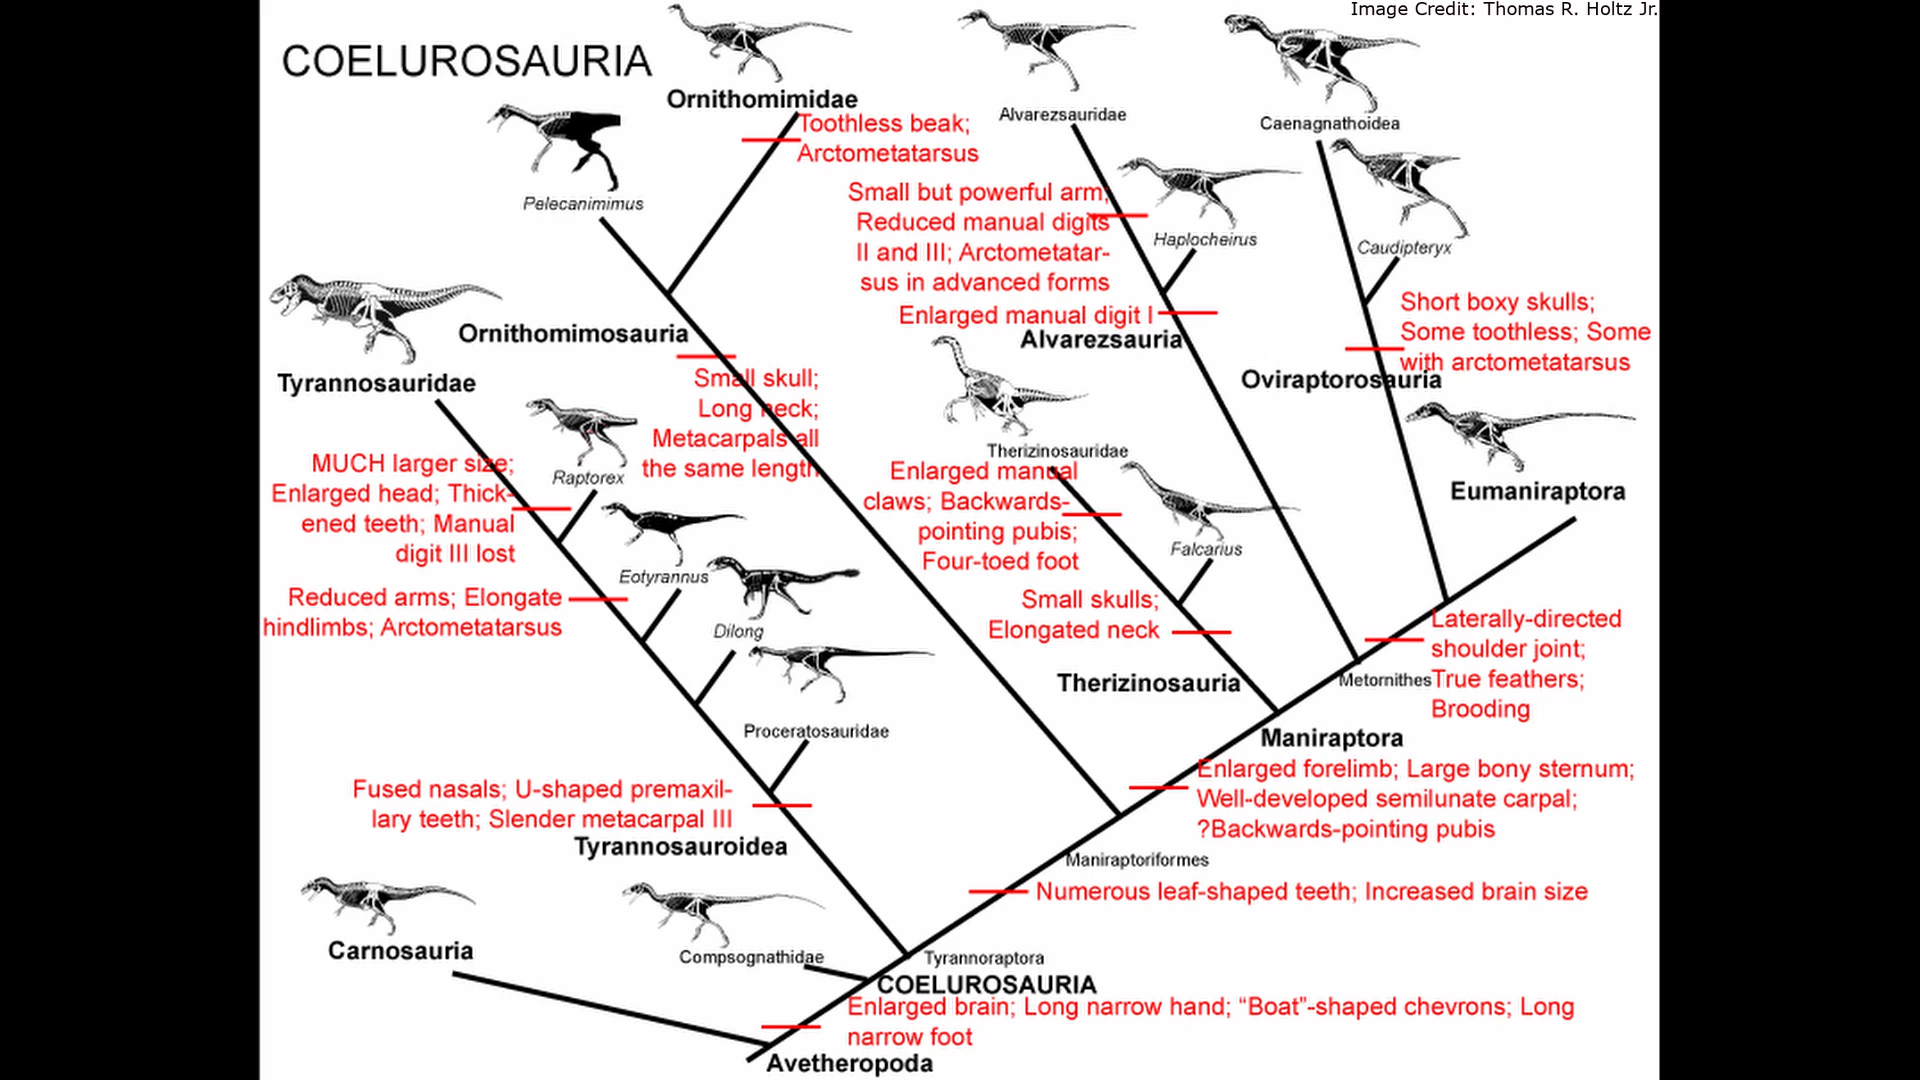 Image Credit: Thomas R. Holtz Jr.
COELUROSAURIA
Ornithomimidae
Toothless beak;
Arctometatarsus
Alvarezsauridae
Caenagnathoidea
Pelecanimimus
Small but powerful arm;
Reduced manual digits
II and III; Arctometatar-
sus in advanced forms
Haplocheirus
Caudipteryx
Enlarged manual digit I
Alvarezsauria
Short boxy skulls;
Some toothless; Some
with arctometatarsus
Oviraptorosauria
Ornithomimosauria
Small skull;
Long neck;
Metacarpals all
the same length
Tyrannosauridae
Raptorex
MUCH larger size;
Enlarged head; Thick-
ened teeth; Manual
digit III lost
Therizinosauridae
Enlarged manual
claws; Backwards-
pointing pubis;
Four-toed foot
Falcarius
Eumaniraptora
Eotyrannus
Reduced arms; Elongate
hindlimbs; Arctometatarsus
Dilong
Small skulls;
Elongated neck
Therizinosauria
Laterally-directed
shoulder joint;
True feathers;
Brooding
Metornithes
Proceratosauridae
Maniraptora
Enlarged forelimb; Large bony sternum;
Well-developed semilunate carpal;
?Backwards-pointing pubis
Fused nasals; U-shaped premaxil-
lary teeth; Slender metacarpal III
Tyrannosauroidea
Maniraptoriformes
Numerous leaf-shaped teeth; Increased brain size
Carnosauria
Compsognathidae
Tyrannoraptora
COELUROSAURIA
Enlarged brain; Long narrow hand; “Boat”-shaped chevrons; Long
narrow foot
Avetheropoda